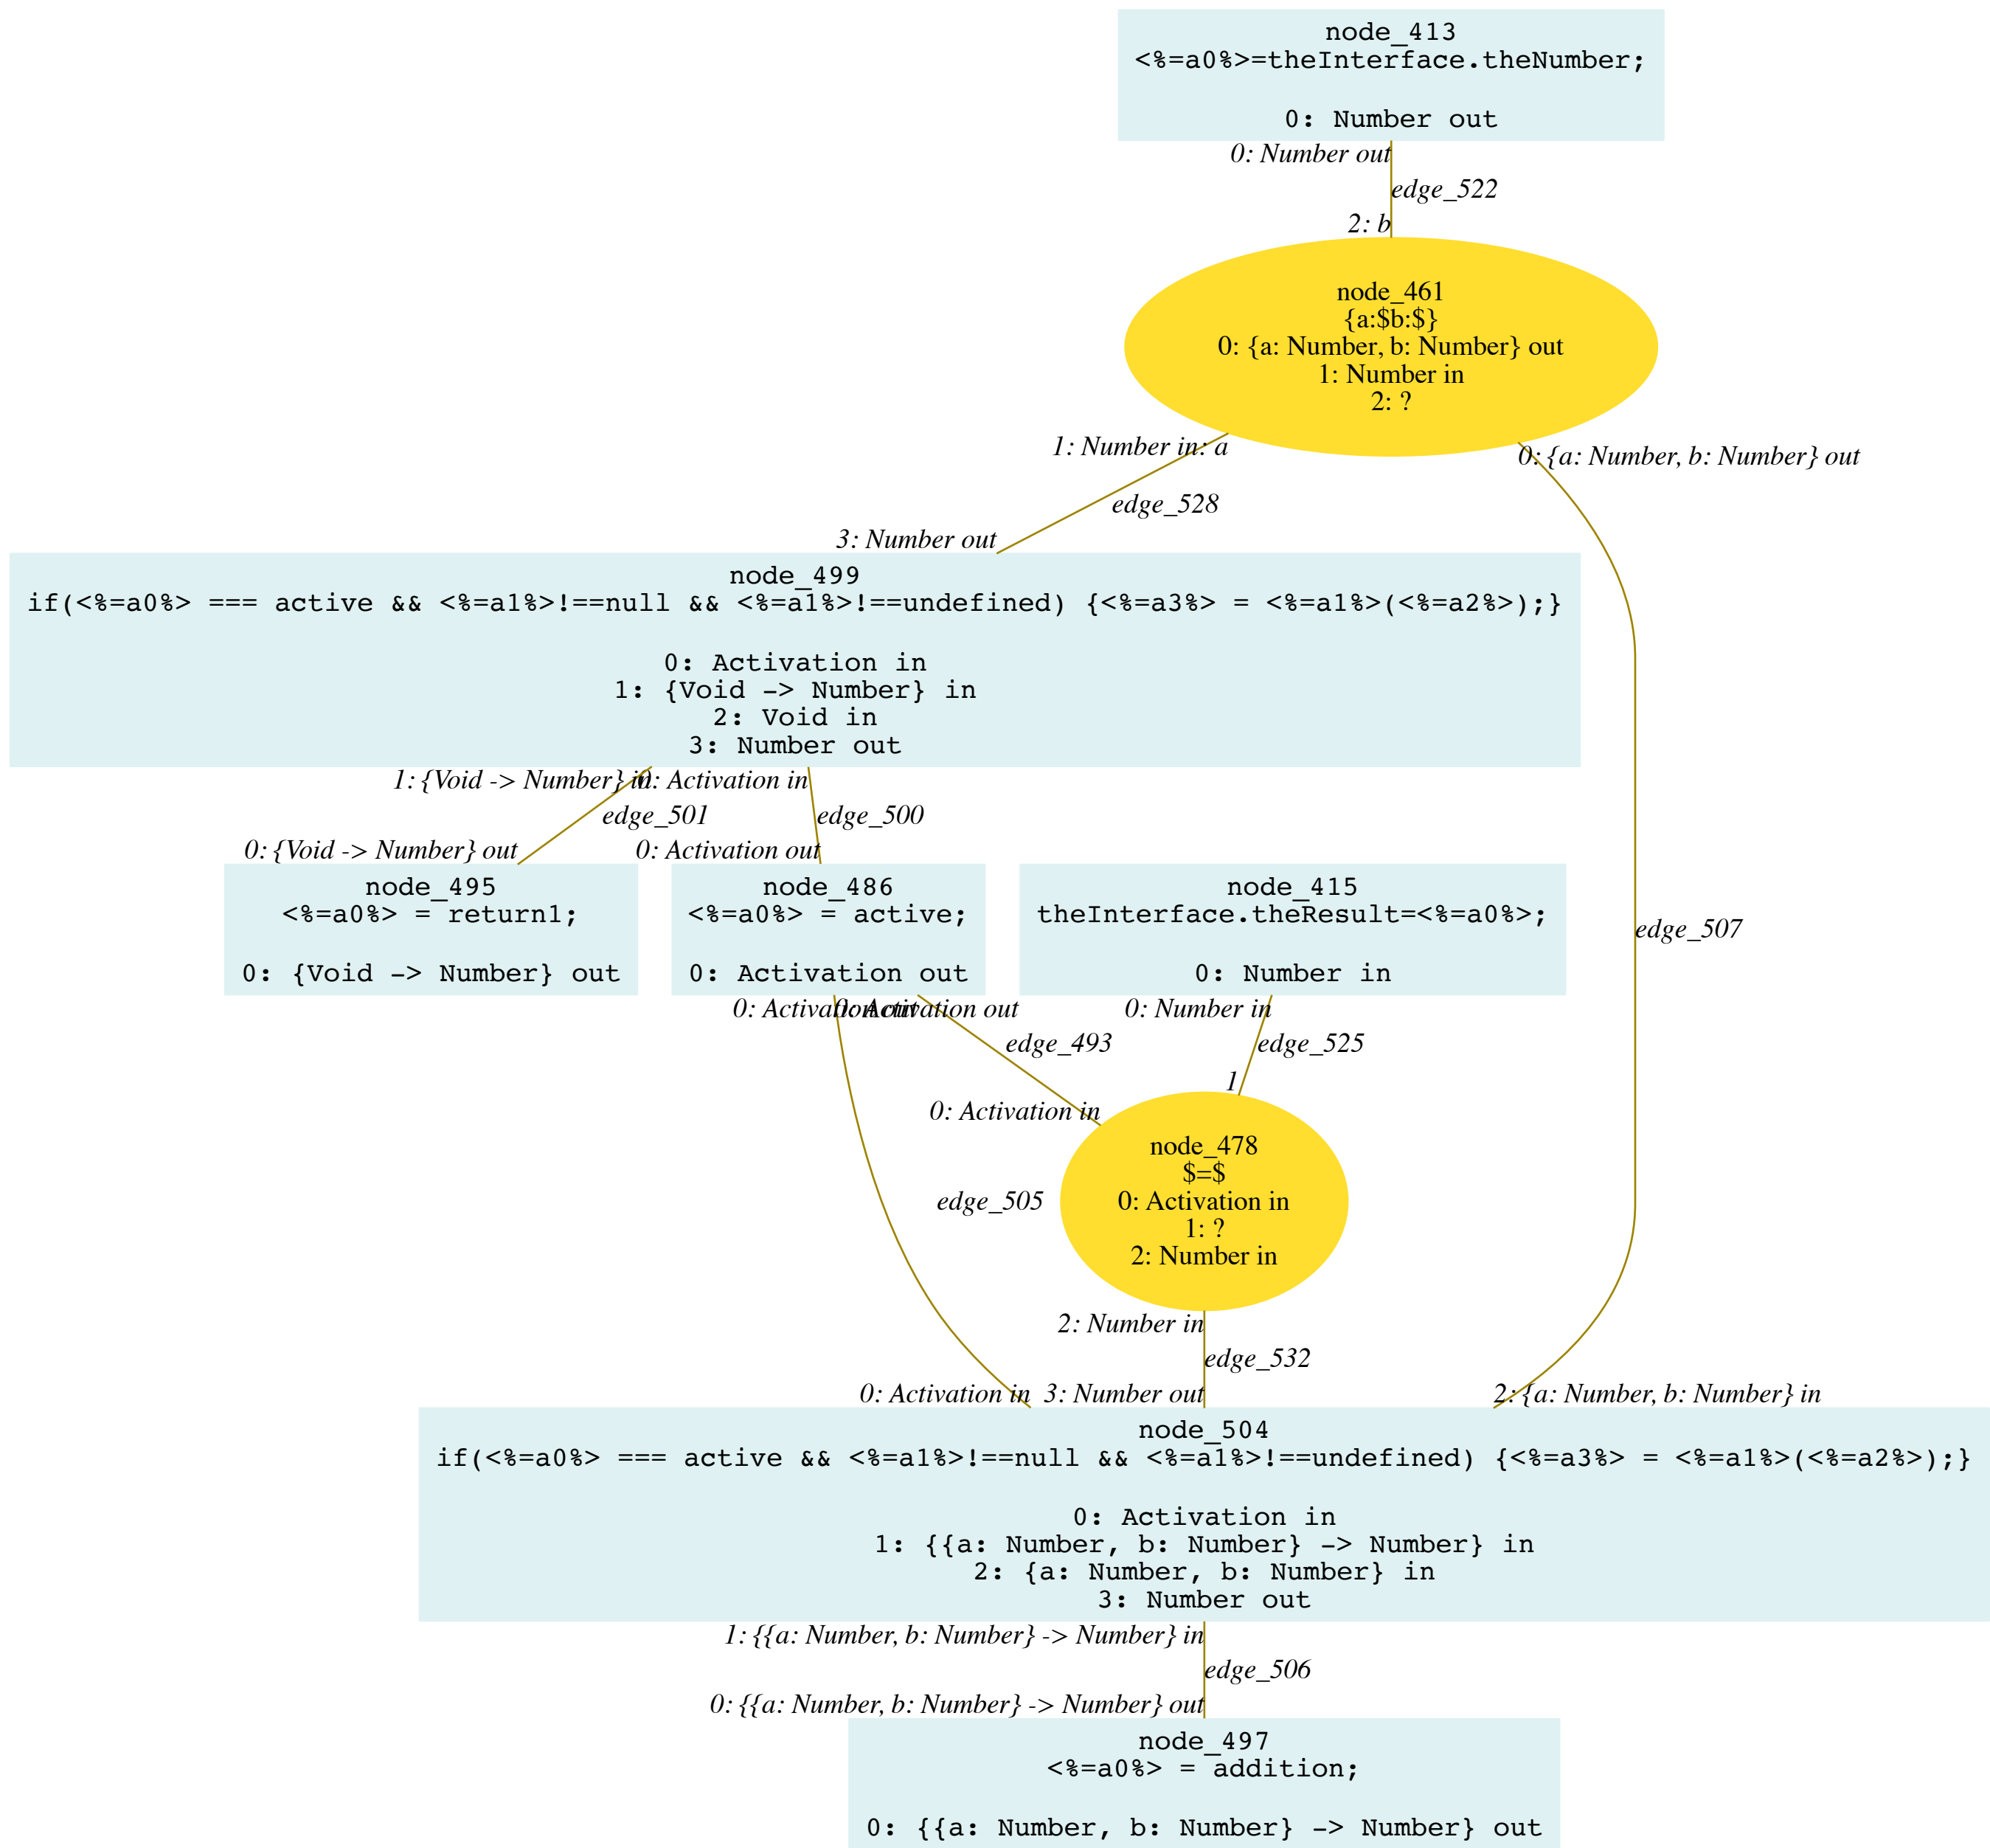 node_413
<%=a0%>=theInterface.theNumber;
0: Number out
0: Number out
edge_522
2: b
node_461
{a:$b:$}
0: {a: Number, b: Number} out
1: Number in
2: ?
1: Number in: a
0: {a: Number, b: Number} out
edge_528
3: Number out
node_499
if(<%=a0%> === active && <%=a1%>!==null && <%=a1%>!==undefined) {<%=a3%> = <%=a1%>(<%=a2%>);}
0: Activation in
1: {Void -> Number} in
2: Void in
3: Number out
1: {Void -> Number} in
0: Activation in
edge_501
edge_500
0: {Void -> Number} out
0: Activation out
node_495
<%=a0%> = return1;
0: {Void -> Number} out
node_486
<%=a0%> = active;
0: Activation out
node_415
theInterface.theResult=<%=a0%>;
0: Number in
edge_507
0: Activation out
0: Activation out
0: Number in
edge_493
edge_525
1
0: Activation in
node_478
$=$
0: Activation in
1: ?
2: Number in
edge_505
2: Number in
edge_532
0: Activation in
3: Number out
2: {a: Number, b: Number} in
node_504
if(<%=a0%> === active && <%=a1%>!==null && <%=a1%>!==undefined) {<%=a3%> = <%=a1%>(<%=a2%>);}
0: Activation in
1: {{a: Number, b: Number} -> Number} in
2: {a: Number, b: Number} in
3: Number out
1: {{a: Number, b: Number} -> Number} in
edge_506
0: {{a: Number, b: Number} -> Number} out
node_497
<%=a0%> = addition;
0: {{a: Number, b: Number} -> Number} out